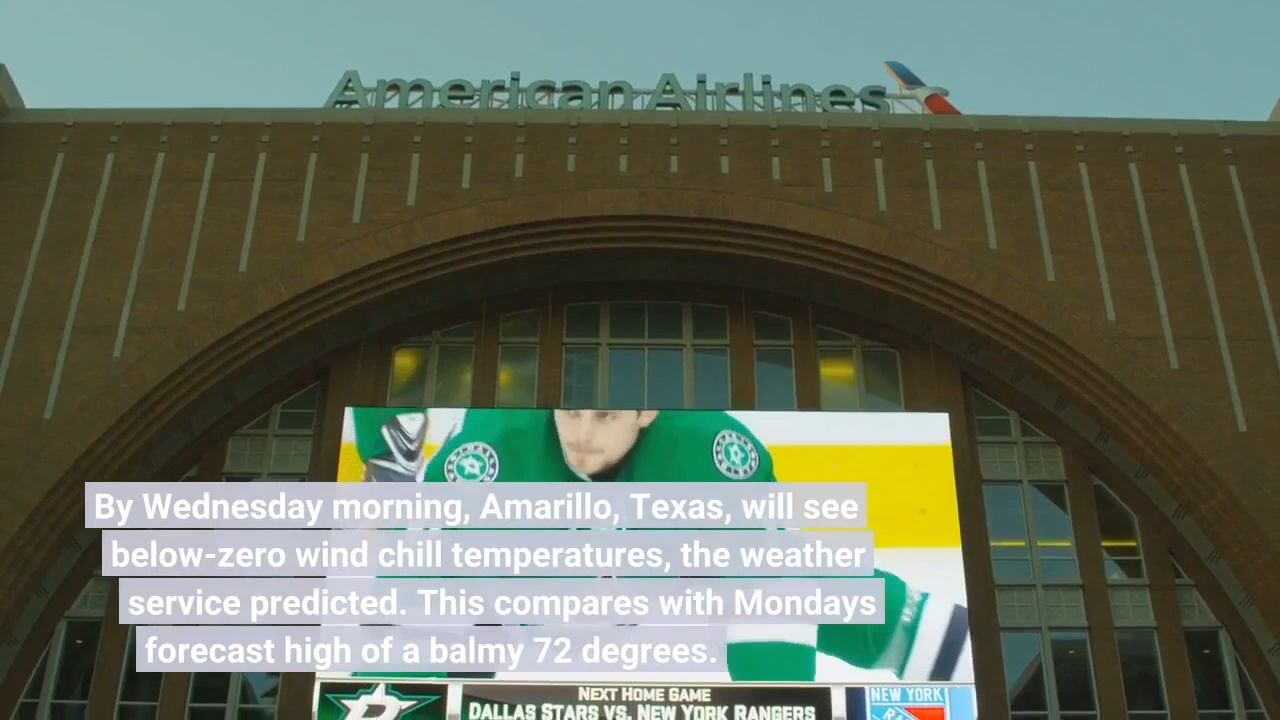 American Airlines
By Wednesday morning, Amarillo, Texas, will see
below-zero wind chill temperatures, the weather
service predicted. This compares with Mondays
forecast high of a balmy 72 degrees.
NEXT HOME GAME
DALLAS STARS VS. NEW YORK RANGERS
NEW YORK